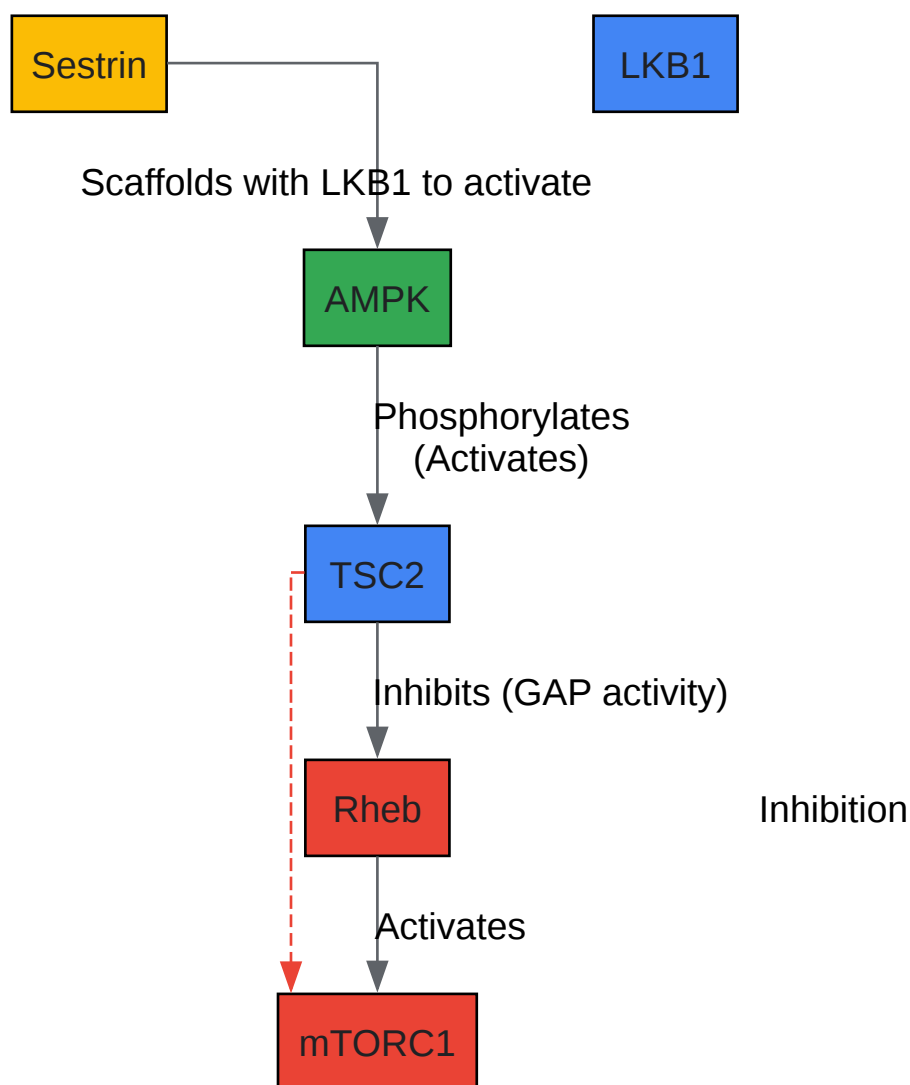 Sestrin
LKB1
Scaffolds with LKB1 to activate
AMPK
Phosphorylates
(Activates)
TSC2
Inhibits (GAP activity)
Rheb
Inhibition
Activates
mTORC1